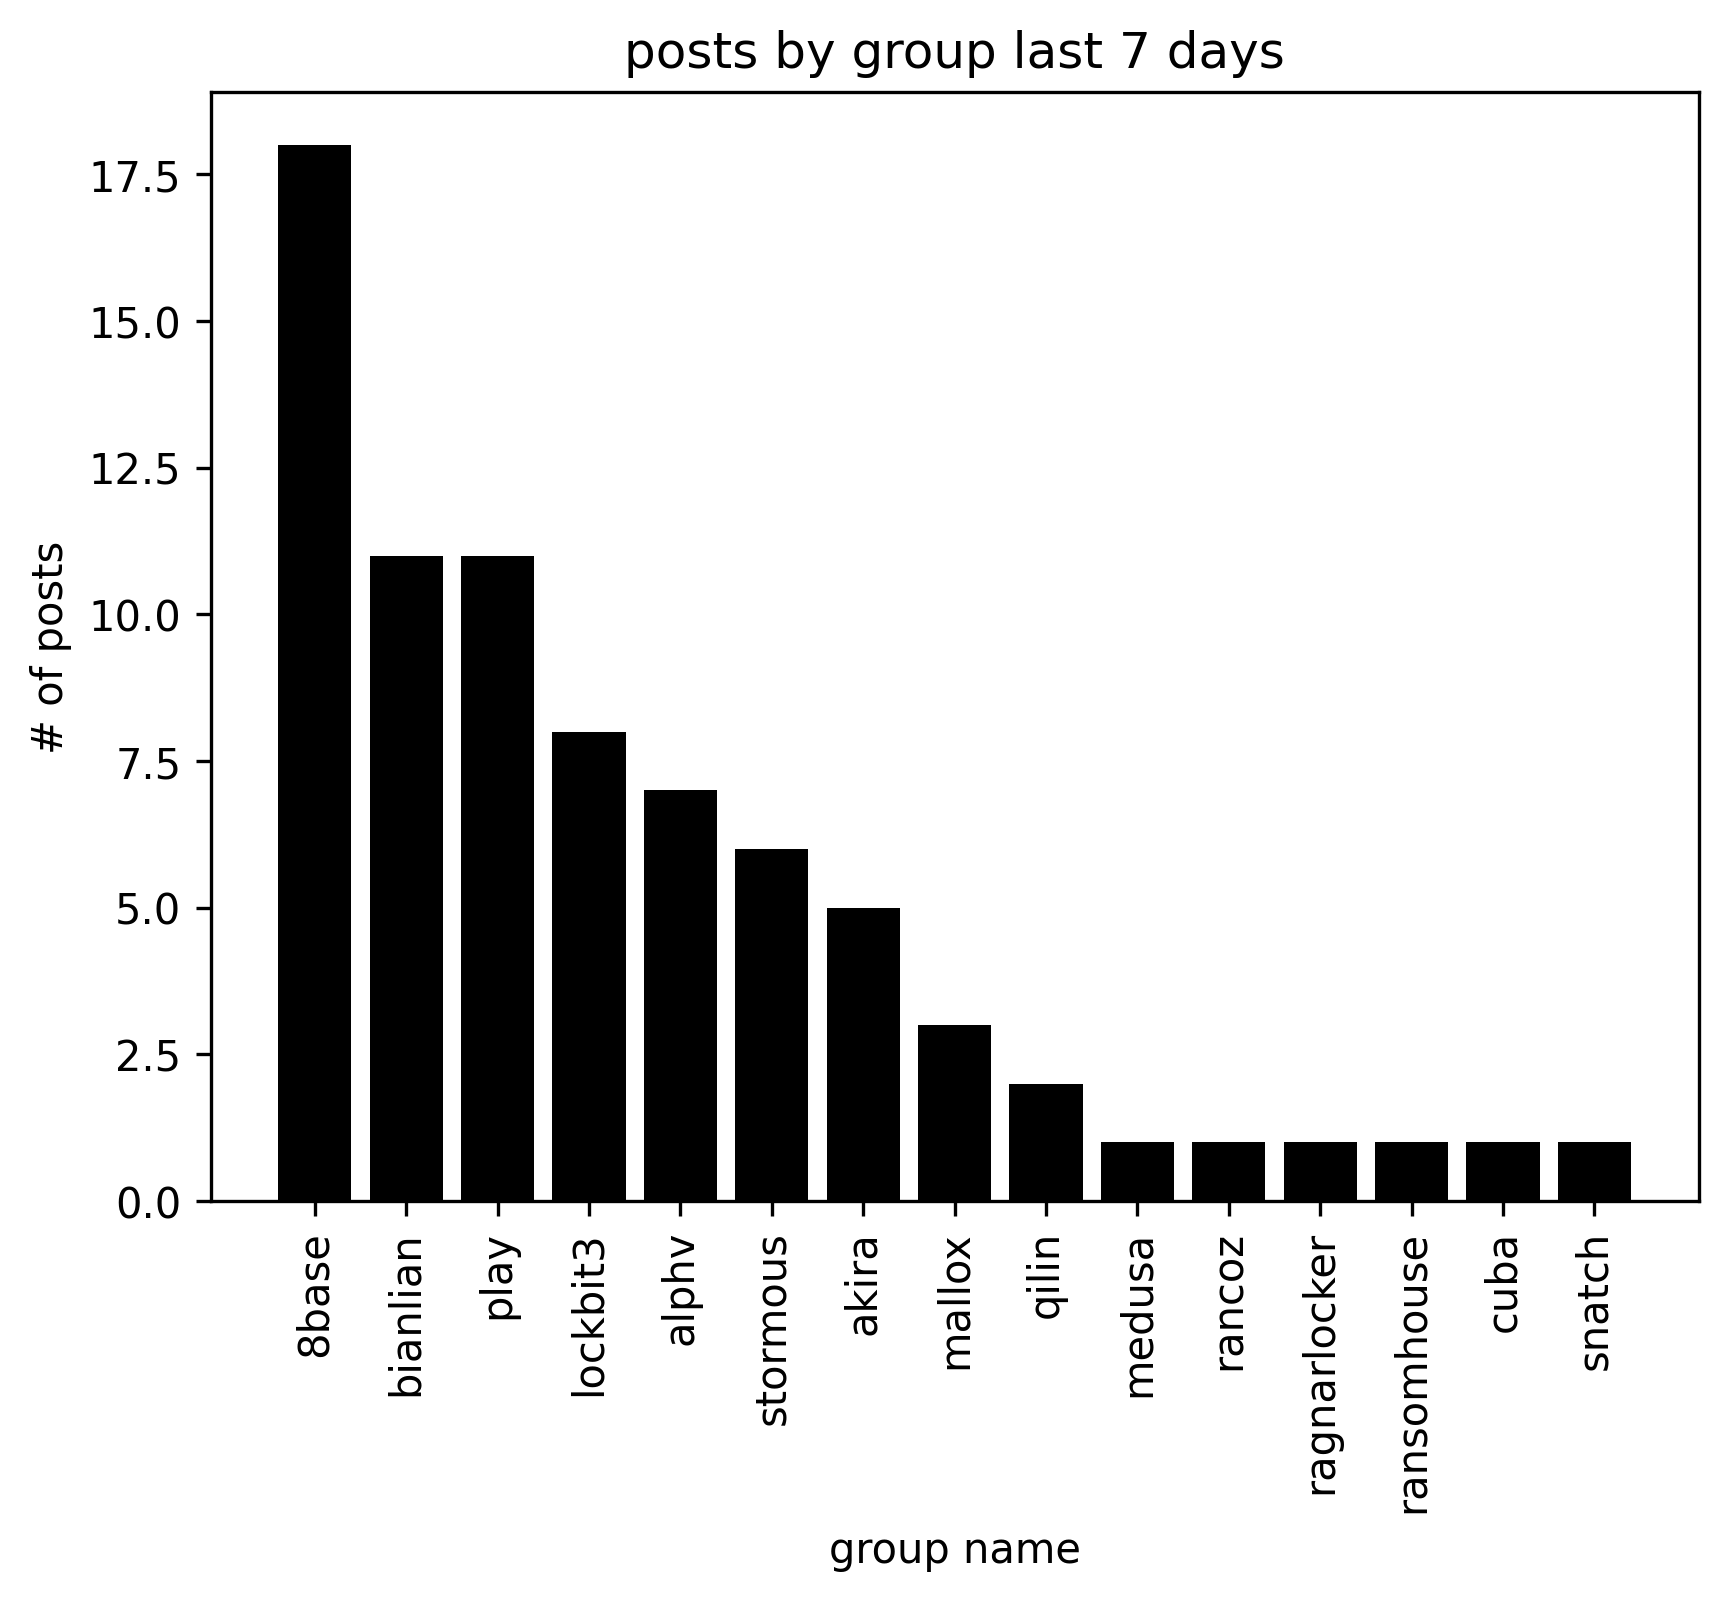 posts by group last 7 days
# of posts
17.5
15.0
12.5
10.0
7.5
5.0
2.5
0.0
8base
bianlian
play
lockbit3
alphv
stormous
akira
mallox
qilin
medusa
rancoz
ragnarlocker
ransomhouse
cuba
snatch
group name